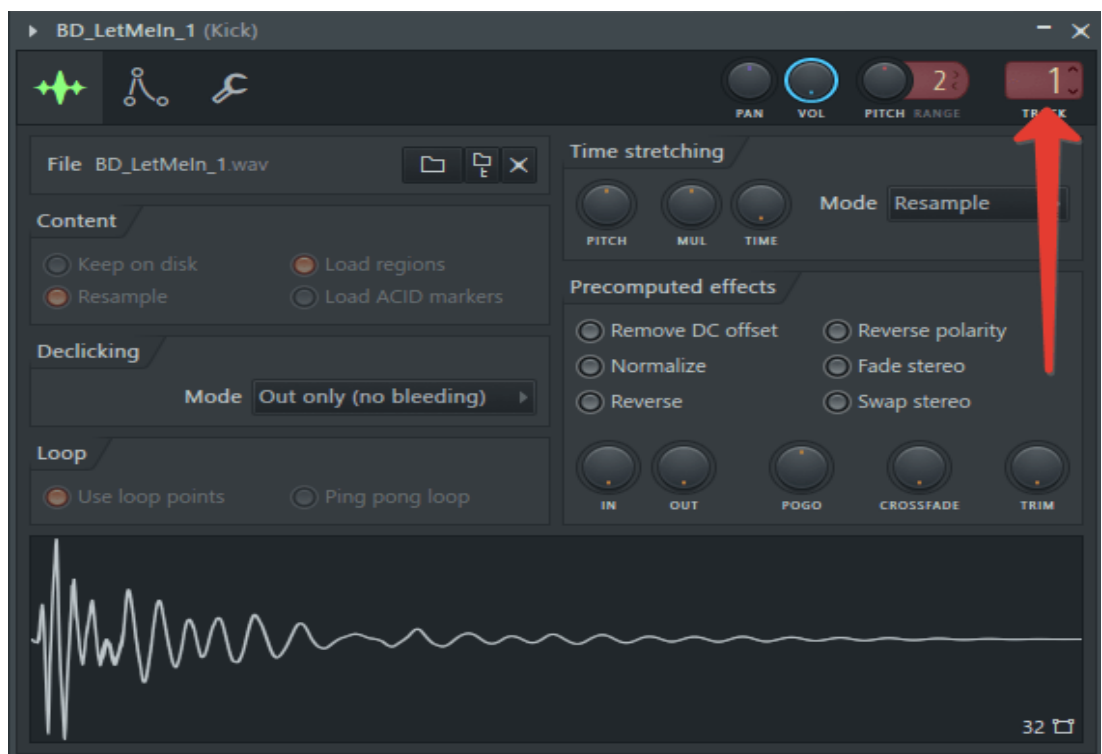 BD_LetMeIn_1 (Kick)
2
1
PAN VOL PITCH RANGE TRACK
File BD_LetMeIn_1.wav
Content
Keep on disk
Load regions
Resample
Load ACID markers
Declicking
Mode Out only (no bleeding)
Loop
Use loop points
Ping pong loop
Time stretching
Mode Resample
PITCH MUL TIME
Precomputed effects
Remove DC offset
Reverse polarity
Normalize
Fade stereo
Reverse
Swap stereo
IN OUT POGO CROSSFADE TRIM
32